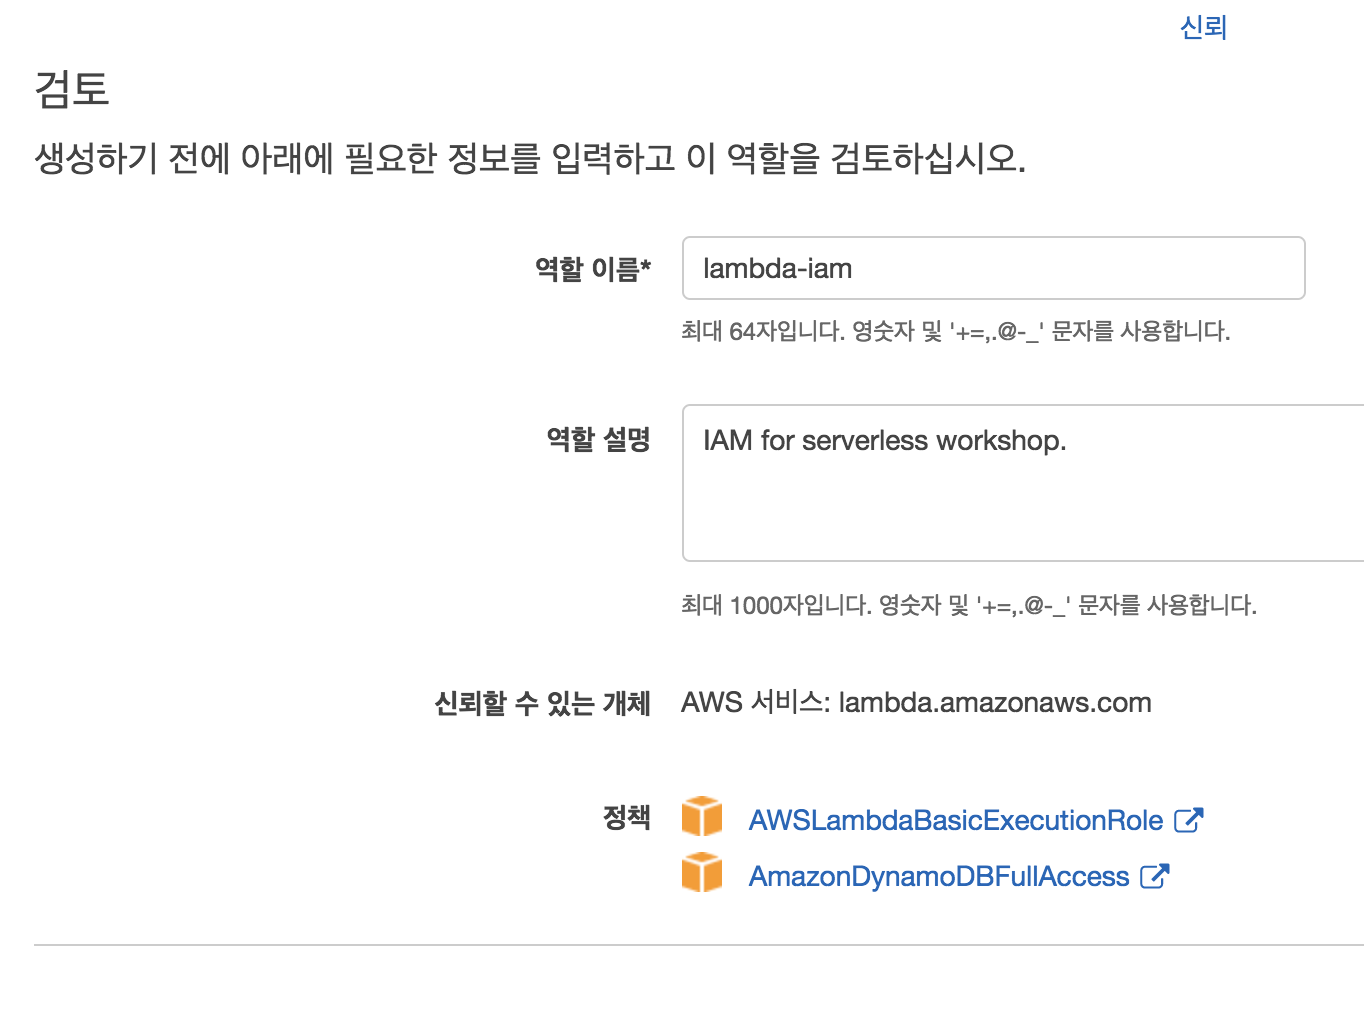 신뢰
검토
생성하기 전에 아래에 필요한 정보를 입력하고 이 역할을 검토하십시오.
역할 이름* lambda-iam
최대 64자입니다. 영숫자 및 '+=,.@-_' 문자를 사용합니다.
역할 설명 IAM for serverless workshop.
최대 1000자입니다. 영숫자 및 '+=,.@-_' 문자를 사용합니다.
신뢰할 수 있는 개체 AWS 서비스: lambda.amazonaws.com
정책 AWSLambdaBasicExecutionRole
AmazonDynamoDBFullAccess